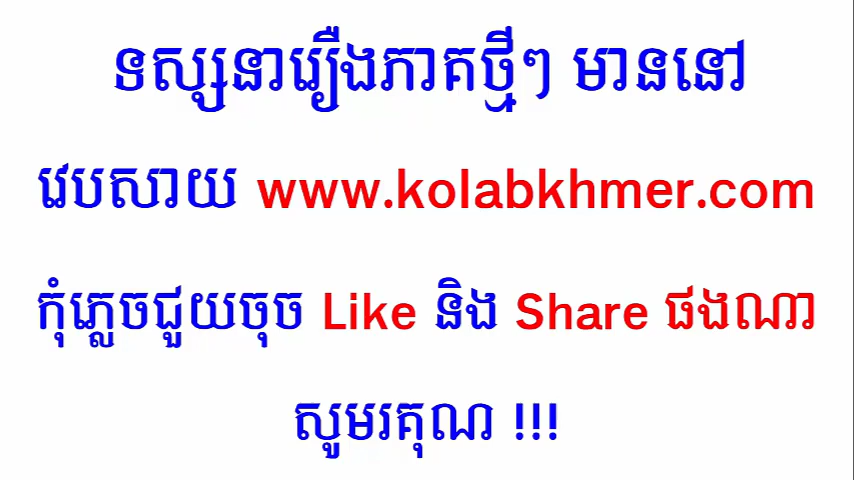 ទស្សនារឿងភាគថ្មីៗ មាននៅ
វេបសាយ www.kolabkhmer.com
កុំភ្លេចជួយចុច Like និង Share ផងណា
សូមរគុណ !!!